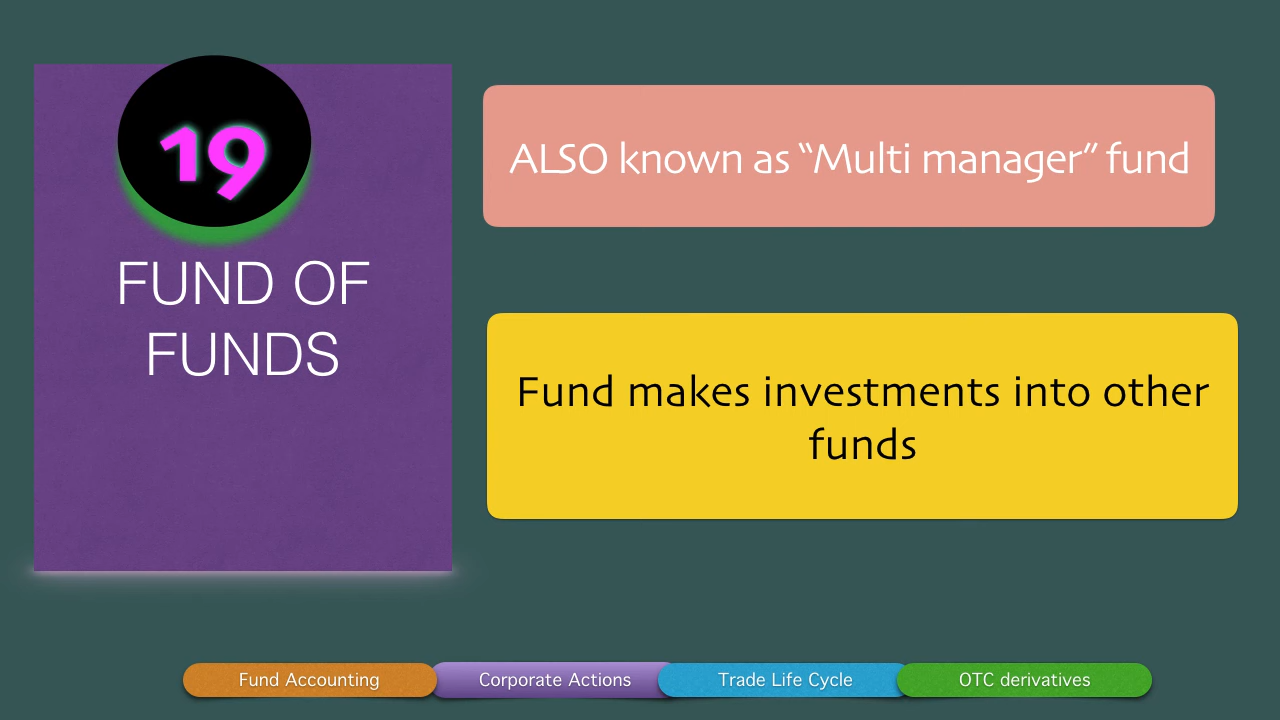 19
FUND OF
FUNDS
ALSO known as “Multi manager” fund
Fund makes investments into other
funds
Fund Accounting
Corporate Actions
Trade Life Cycle
OTC derivatives